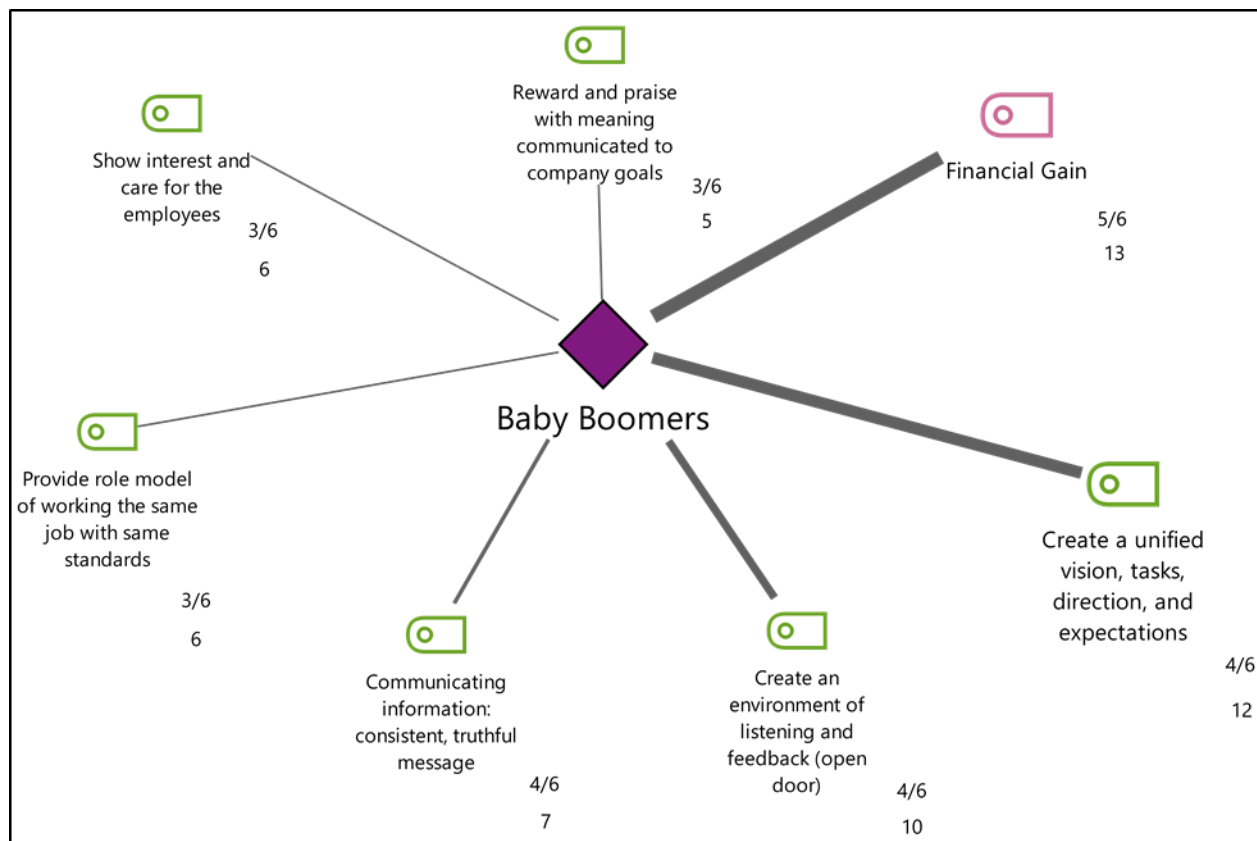 Reward and praise
with meaning
communicated to
company goals
3/6
5
Show interest and
care for the
employees
3/6
6
Financial Gain
5/6
13
Baby Boomers
Provide role model
of working the same
job with same
standards
3/6
6
Create a unified
vision, tasks,
direction, and
expectations
4/6
12
Communicating
information:
consistent, truthful
message
4/6
7
Create an
environment of
listening and
feedback (open
door)
4/6
10